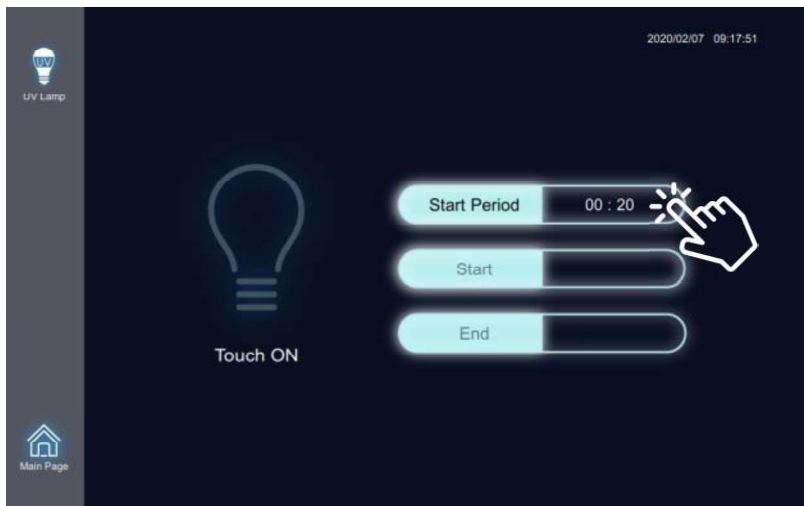 2020/02/07 09:17:51
UV
UV Lamp
Start Period 00 : 20
Start
End
Touch ON
Main Page